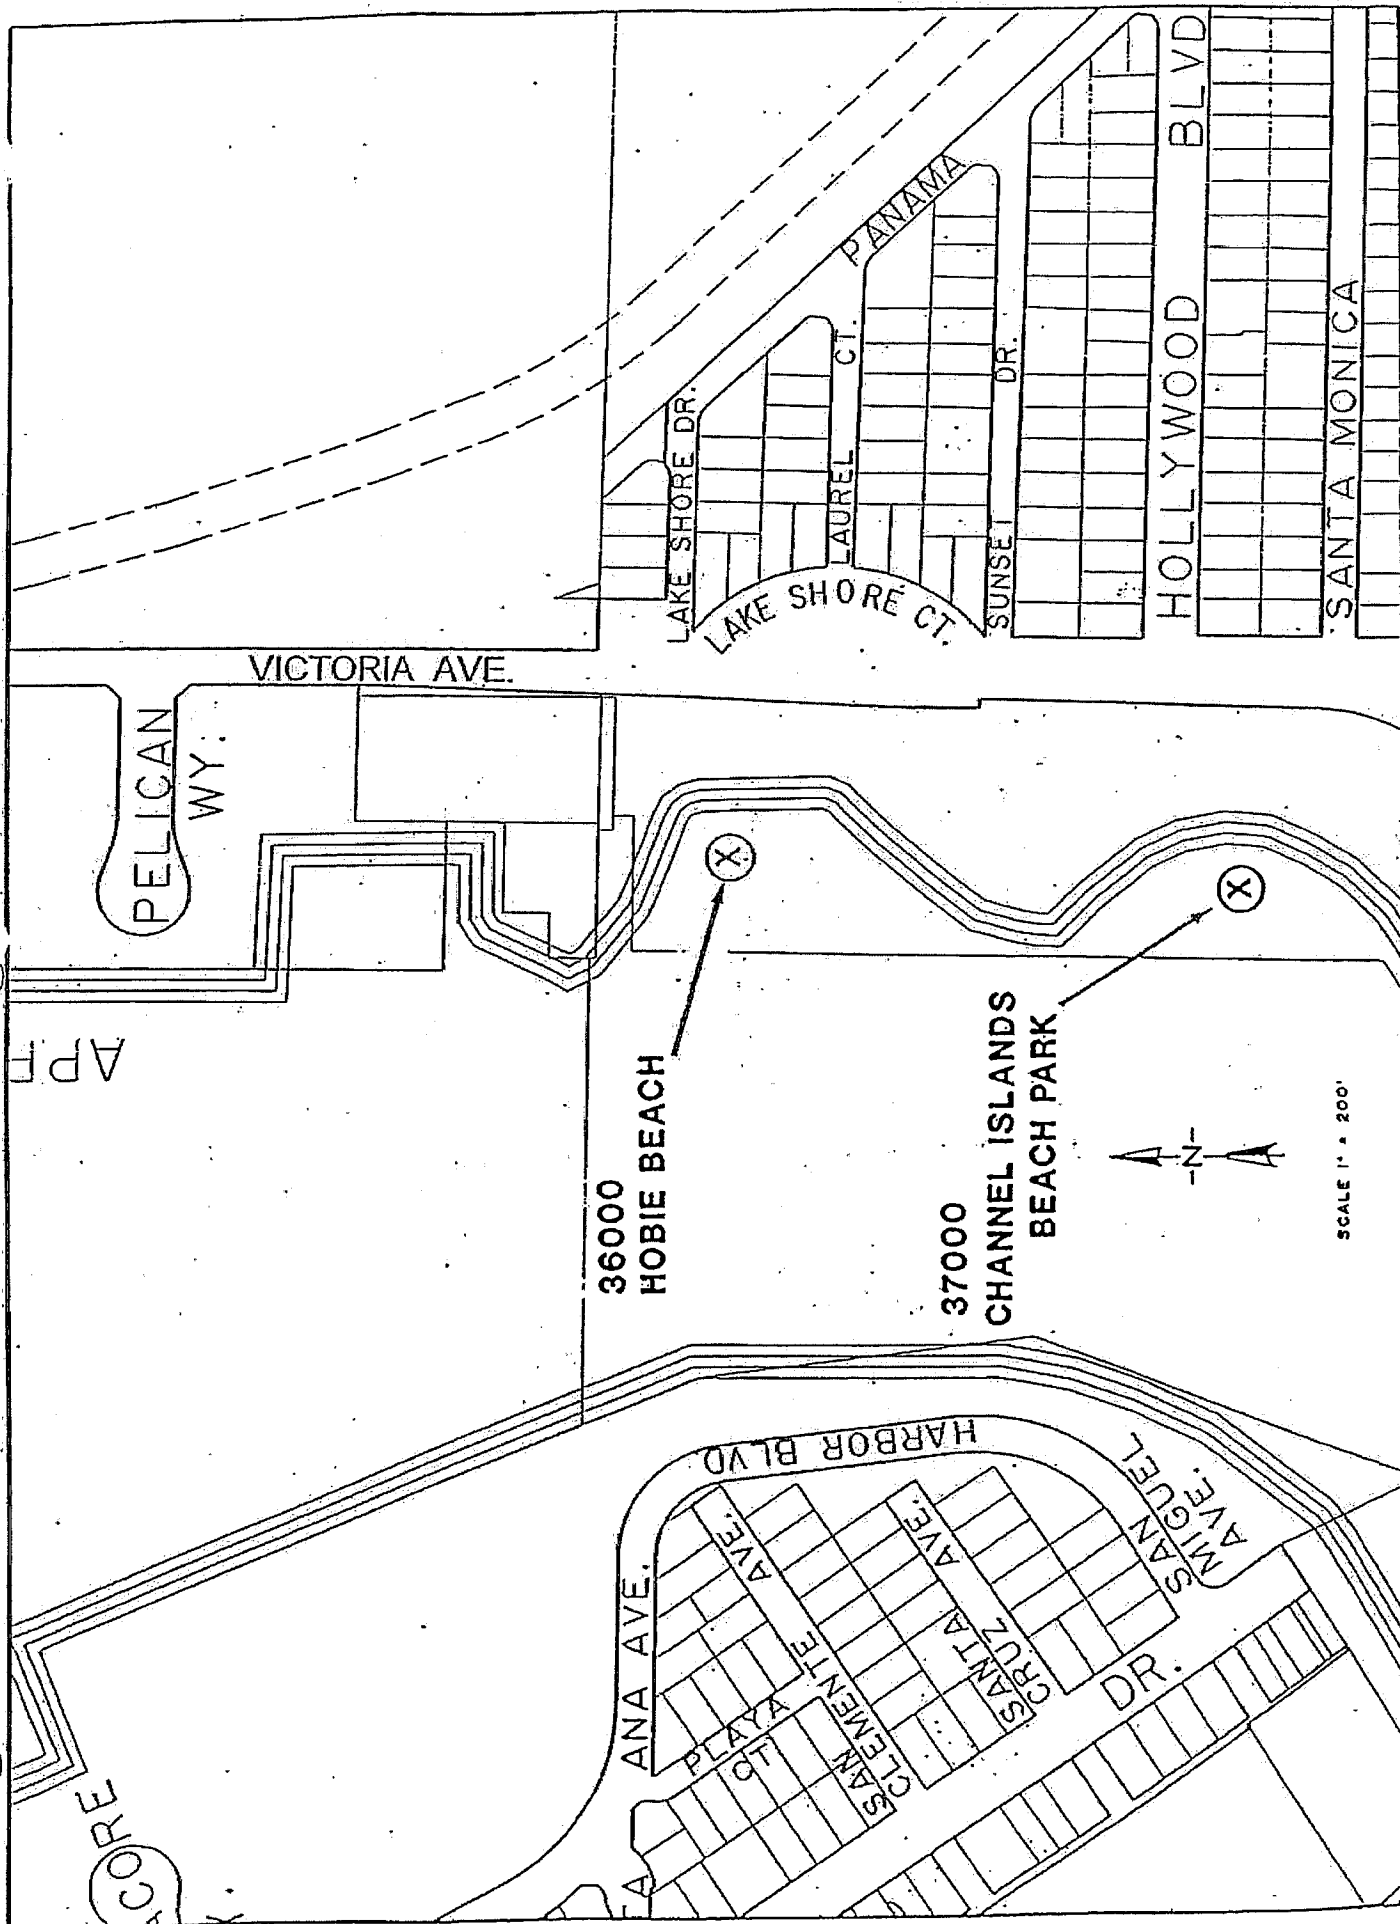 PELICAN
WY.
VICTORIA AVE.
LAKE SHORE DR.
LAKE SHORE CT.
LAUREL CT.
PANAMA
SUNSET DR.
HOLLYWOOD BLVD
SANTA MONICA
36000
HOBIE BEACH
X
37000
CHANNEL ISLANDS
BEACH PARK
X
-N-
SCALE 1" = 200'
HARBOR BLVD
ANA AVE.
PLAYA
CT
SAN
CLEMENTE AVE.
SANTA
CRUZ AVE.
SAN
MIGUEL
AVE.
DR.